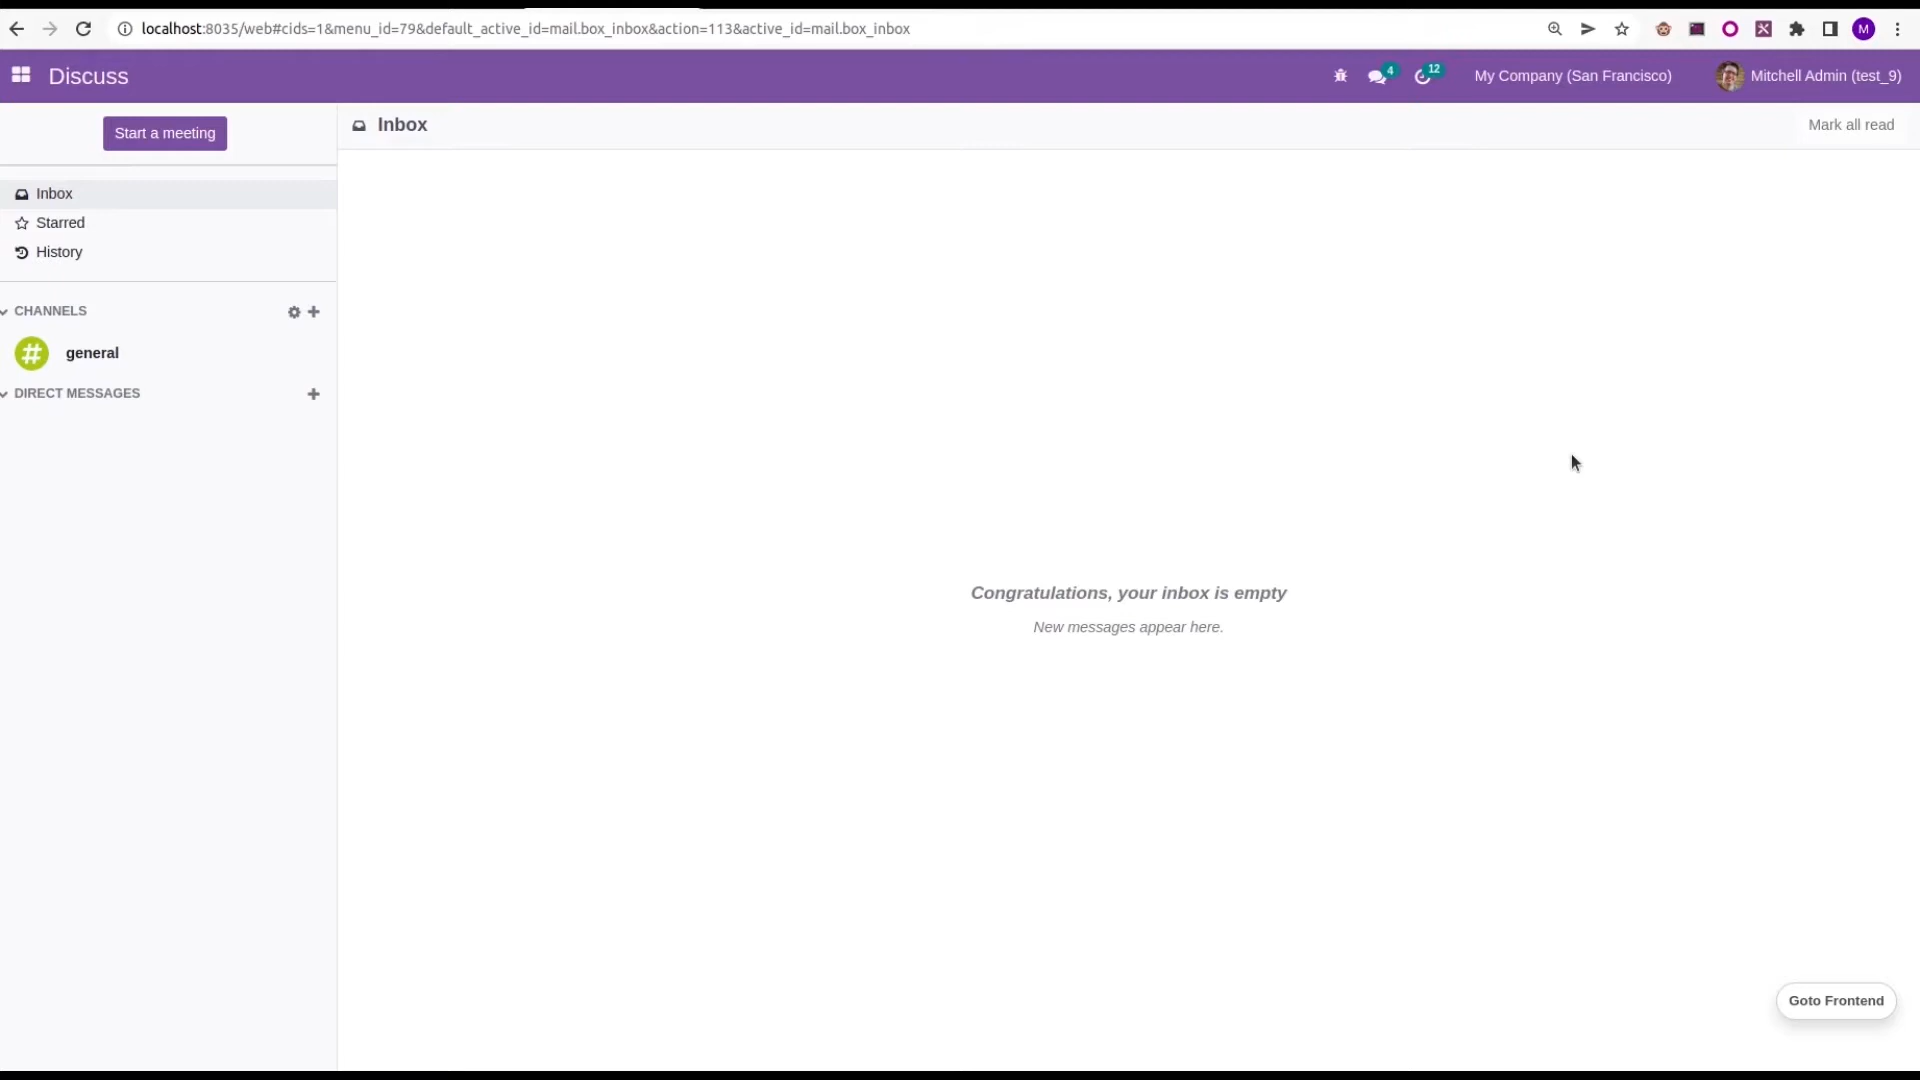 localhost:8035/web#cids=1&menu_id=79&default_active_id=mail.box_inbox&action=113&active_id=mail.box_inbox
M
Discuss
4
12
My Company (San Francisco)
Mitchell Admin (test_9)
Start a meeting
Inbox
Mark all read
Inbox
Starred
History
CHANNELS
general
DIRECT MESSAGES
Congratulations, your inbox is empty
New messages appear here.
Goto Frontend